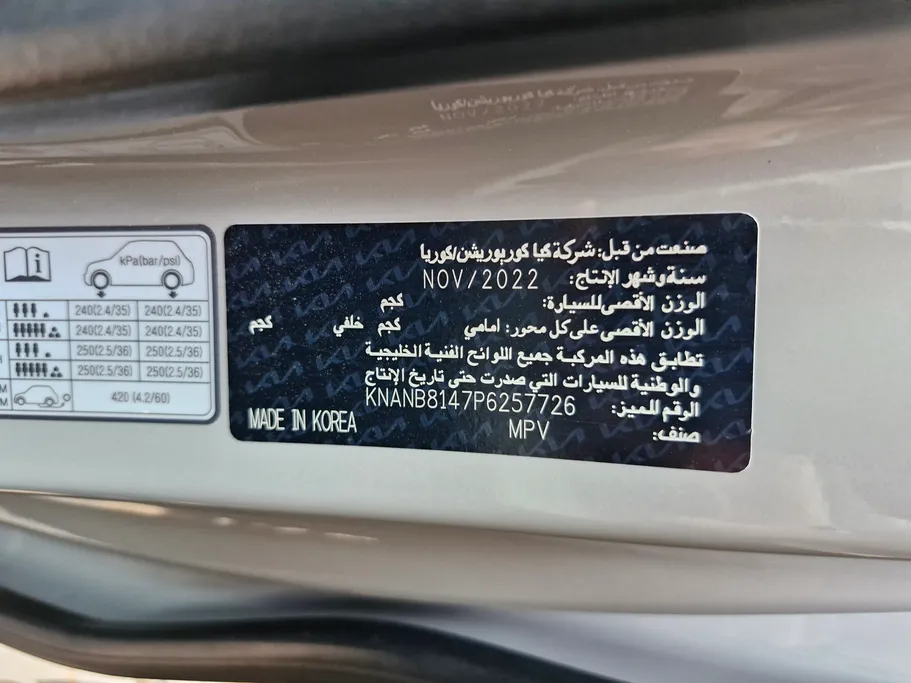 kPa(bar/psi)
240(2.4/35) 240(2.4/35)
240(2.4/35) 240(2.4/35)
250(2.5/36) 250(2.5/36)
250(2.5/36) 250(2.5/36)
420 (4.2/60)
صنعت من قبل: شركة كيا كوربوريشن/كوريا
سنة وشهر الإنتاج: NOV/2022
الوزن الأقصى للسيارة: كجم
الوزن الأقصى على كل محور: امامي كجم خلفي كجم
تطابق هذه المركبة جميع اللوائح الفنية الخليجية
والوطنية للسيارات التي صدرت حتى تاريخ الإنتاج
الرقم المميز: KNANB8147P6257726
صنف: MPV
MADE IN KOREA